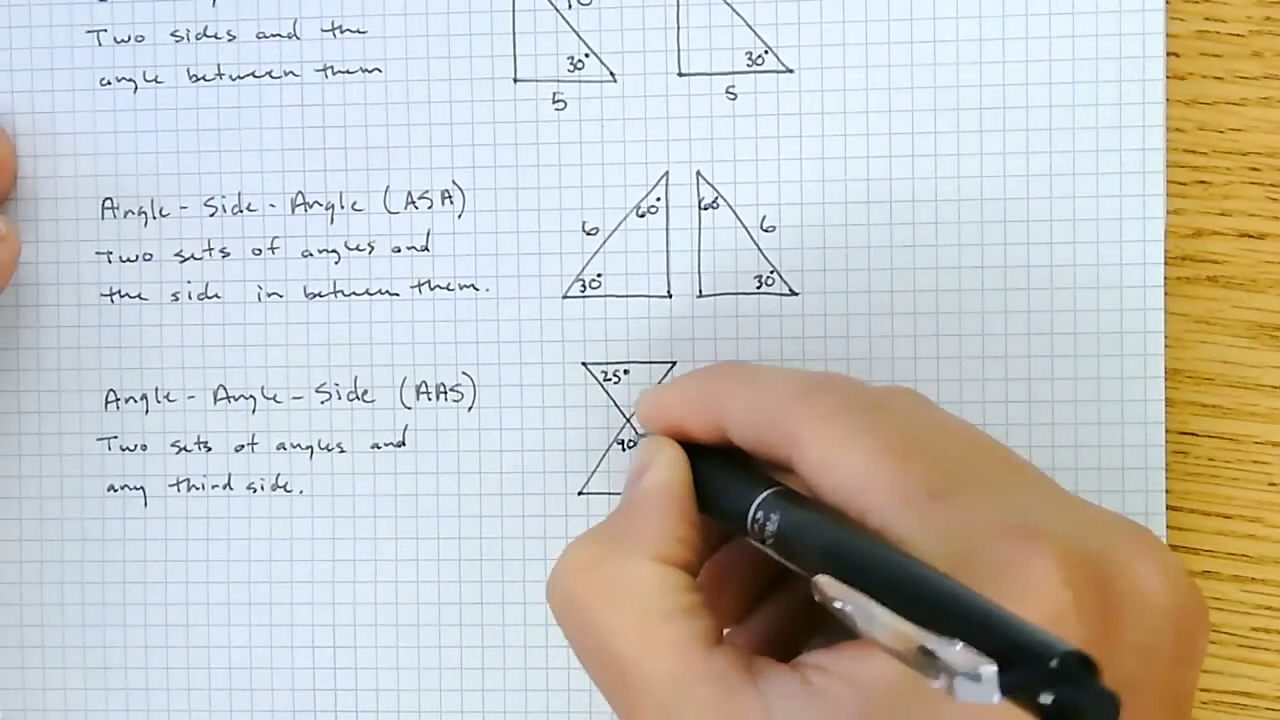 Two sides and the
angle between them
30°
5
30°
5
Angle-Side-Angle (ASA)
Two sets of angles and
the side in between them.
6
60°
30°
60
6
30°
Angle-Angle-Side (AAS)
Two sets of angles and
any third side.
25°
90